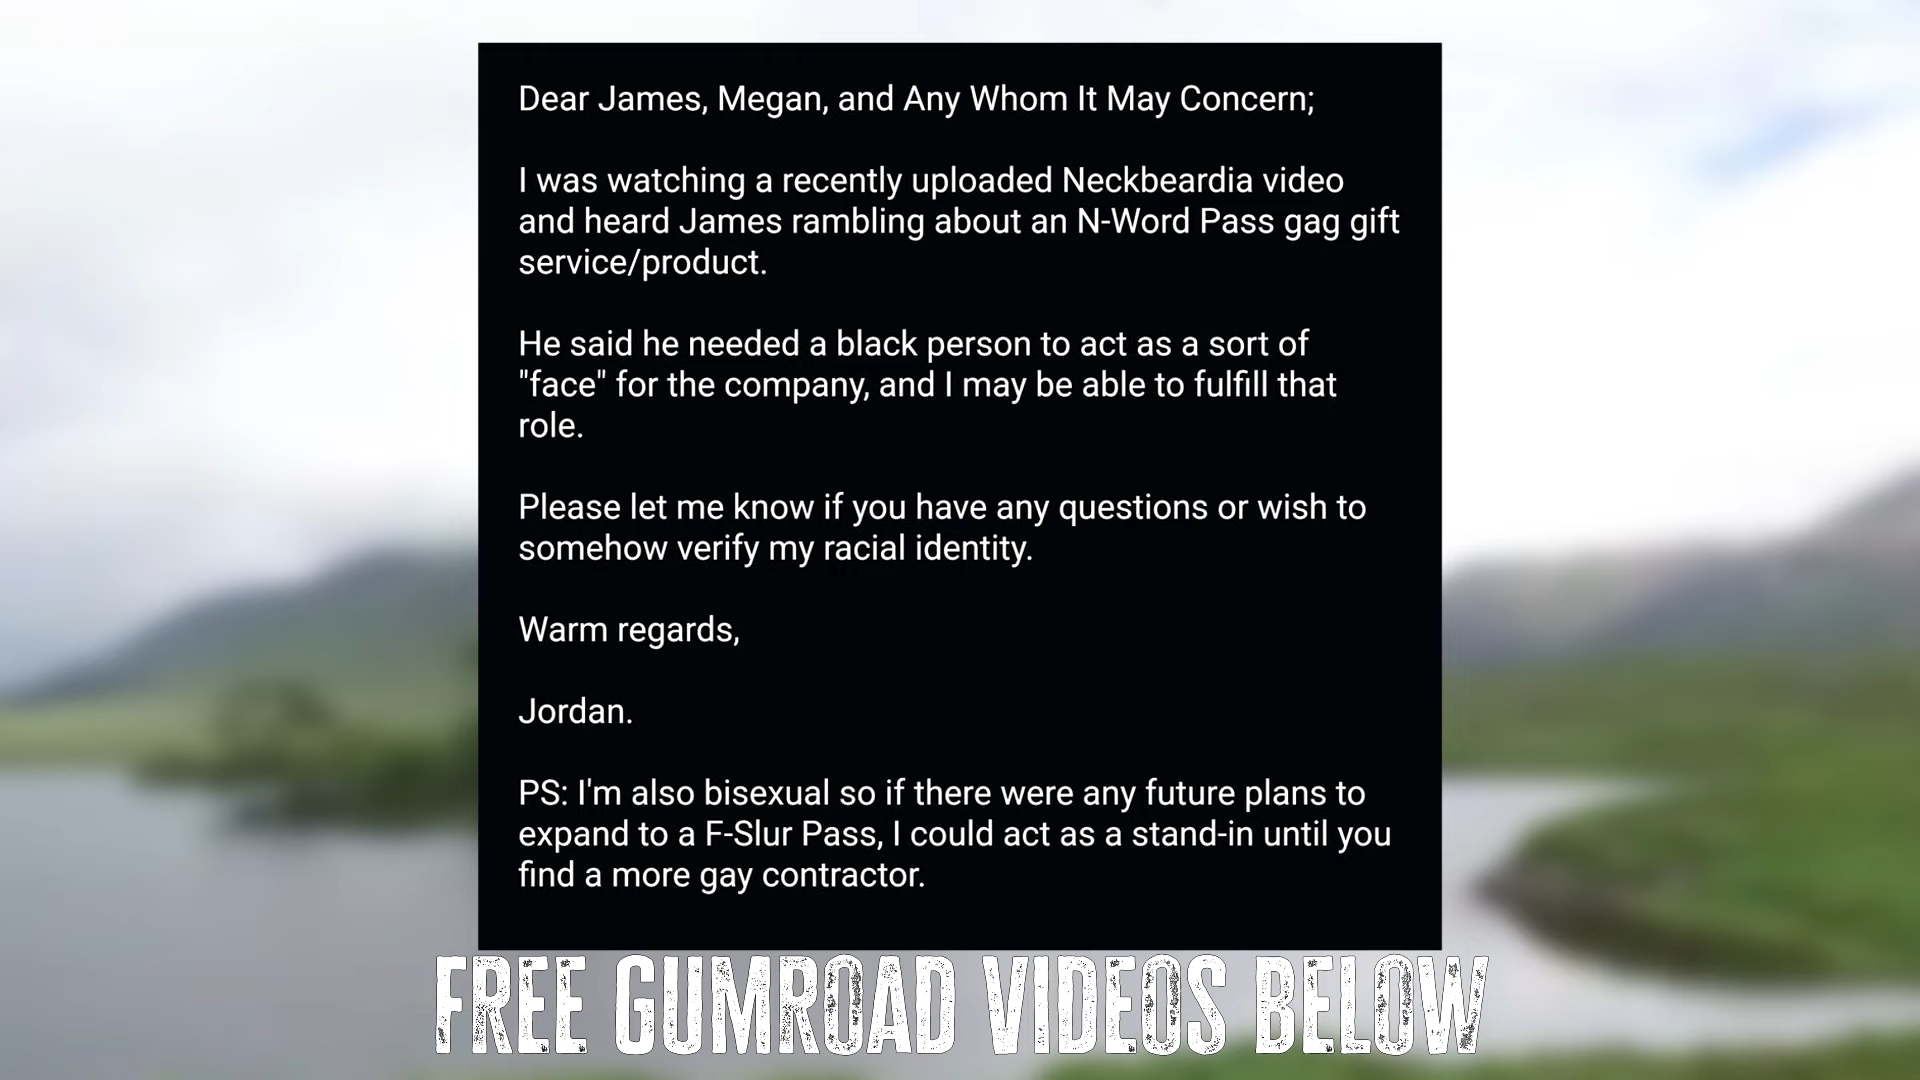 Dear James, Megan, and Any Whom It May Concern;
I was watching a recently uploaded Neckbeardia video
and heard James rambling about an N-Word Pass gag gift
service/product.
He said he needed a black person to act as a sort of
"face" for the company, and I may be able to fulfill that
role.
Please let me know if you have any questions or wish to
somehow verify my racial identity.
Warm regards,
Jordan.
PS: I'm also bisexual so if there were any future plans to
expand to a F-Slur Pass, I could act as a stand-in until you
find a more gay contractor.
FREE GUMROAD VIDEOS BELOW